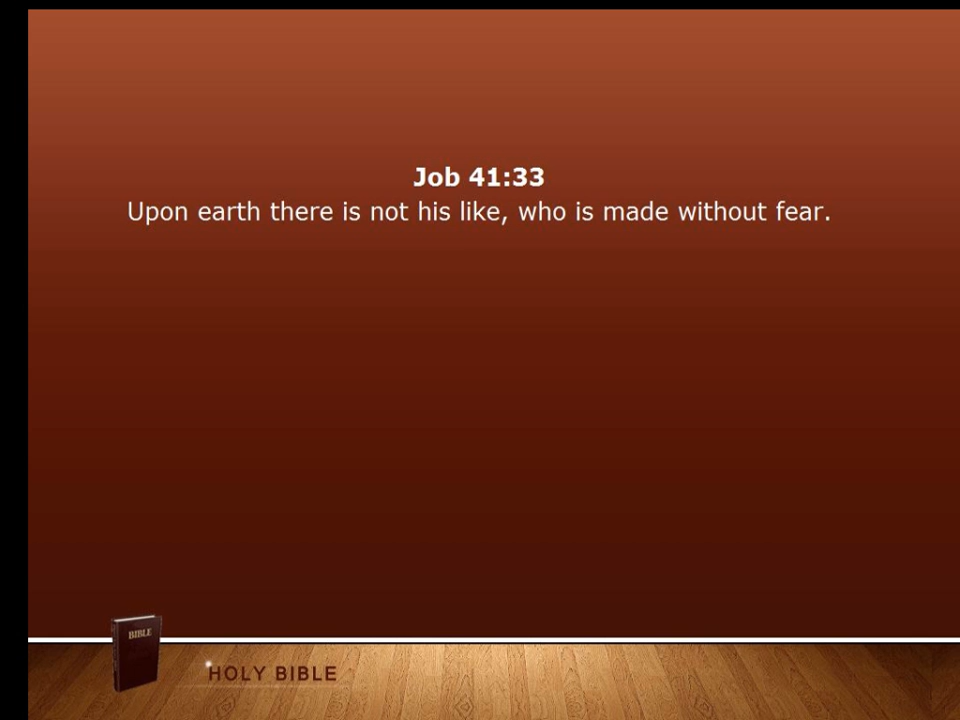 Job 41:33
Upon earth there is not his like, who is made without fear.
BIBLE
HOLY BIBLE